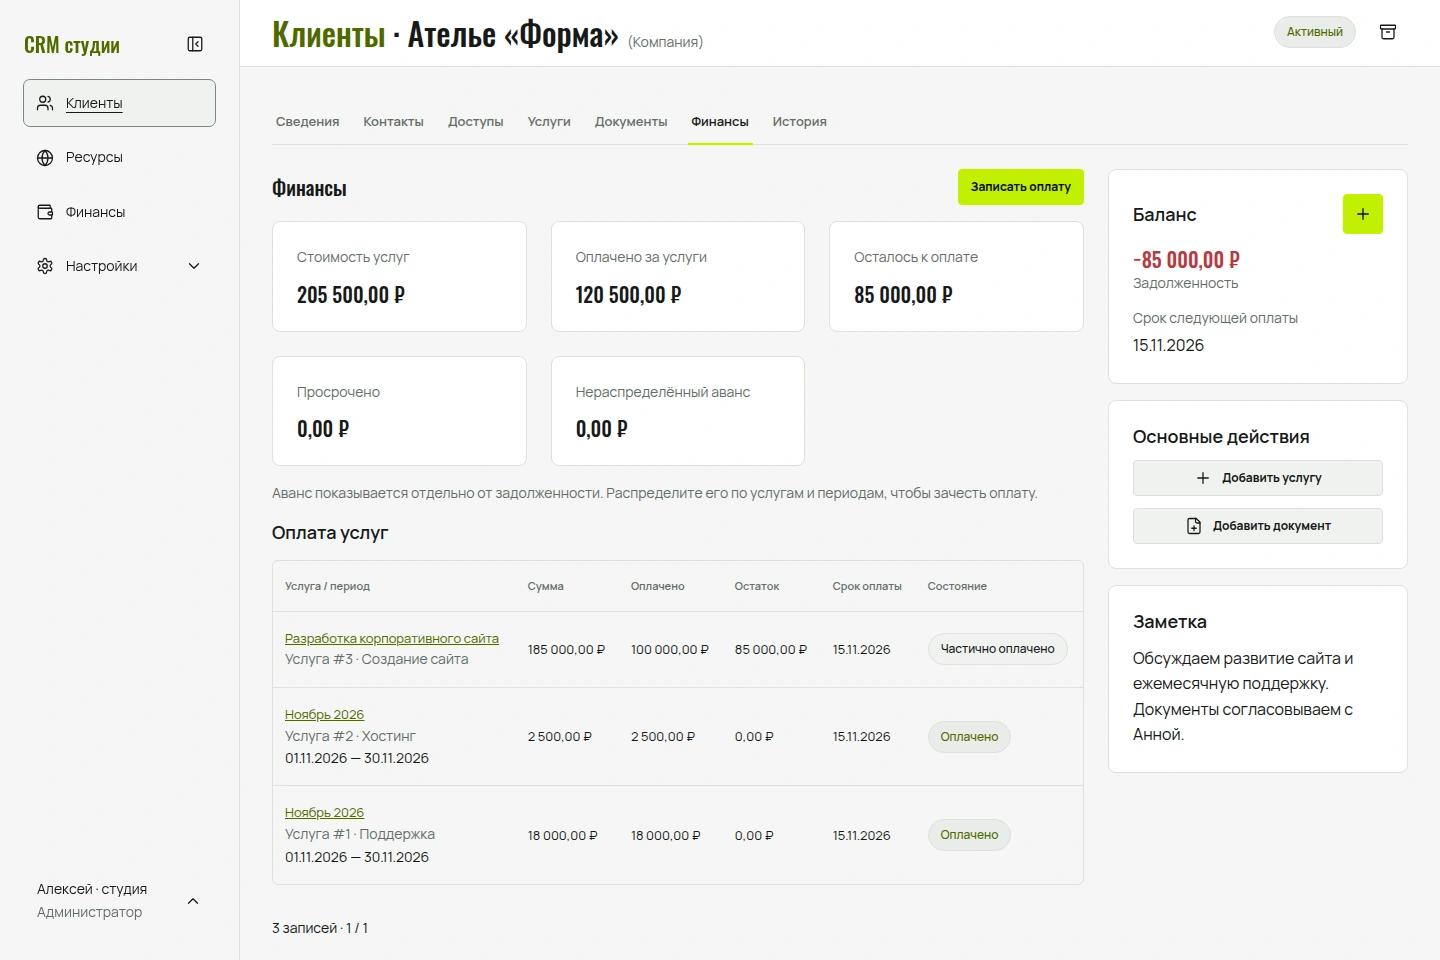 CRM студии
Клиенты
Ресурсы
Финансы
Настройки
Алексей · студия
Администратор
Клиенты · Ателье «Форма» (Компания)
Активный
Сведения Контакты Доступы Услуги Документы Финансы История
Финансы
Записать оплату
Стоимость услуг
205 500,00 ₽
Оплачено за услуги
120 500,00 ₽
Осталось к оплате
85 000,00 ₽
Просрочено
0,00 ₽
Нераспределённый аванс
0,00 ₽
Аванс показывается отдельно от задолженности. Распределите его по услугам и периодам, чтобы зачесть оплату.
Оплата услуг
Услуга / период Сумма Оплачено Остаток Срок оплаты Состояние
Разработка корпоративного сайта
Услуга #3 · Создание сайта
185 000,00 ₽ 100 000,00 ₽ 85 000,00 ₽ 15.11.2026 Частично оплачено
Ноябрь 2026
Услуга #2 · Хостинг
01.11.2026 — 30.11.2026
2 500,00 ₽ 2 500,00 ₽ 0,00 ₽ 15.11.2026 Оплачено
Ноябрь 2026
Услуга #1 · Поддержка
01.11.2026 — 30.11.2026
18 000,00 ₽ 18 000,00 ₽ 0,00 ₽ 15.11.2026 Оплачено
3 записей · 1 / 1
Баланс
-85 000,00 ₽
Задолженность
Срок следующей оплаты
15.11.2026
Основные действия
Добавить услугу
Добавить документ
Заметка
Обсуждаем развитие сайта и
ежемесячную поддержку.
Документы согласовываем с
Анной.